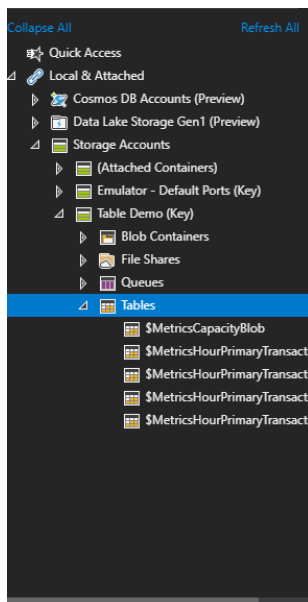 Collapse All Refresh All
Quick Access
Local & Attached
Cosmos DB Accounts (Preview)
Data Lake Storage Gen1 (Preview)
Storage Accounts
(Attached Containers)
Emulator - Default Ports (Key)
Table Demo (Key)
Blob Containers
File Shares
Queues
Tables
$MetricsCapacityBlob
$MetricsHourPrimaryTransact
$MetricsHourPrimaryTransact
$MetricsHourPrimaryTransact
$MetricsHourPrimaryTransact